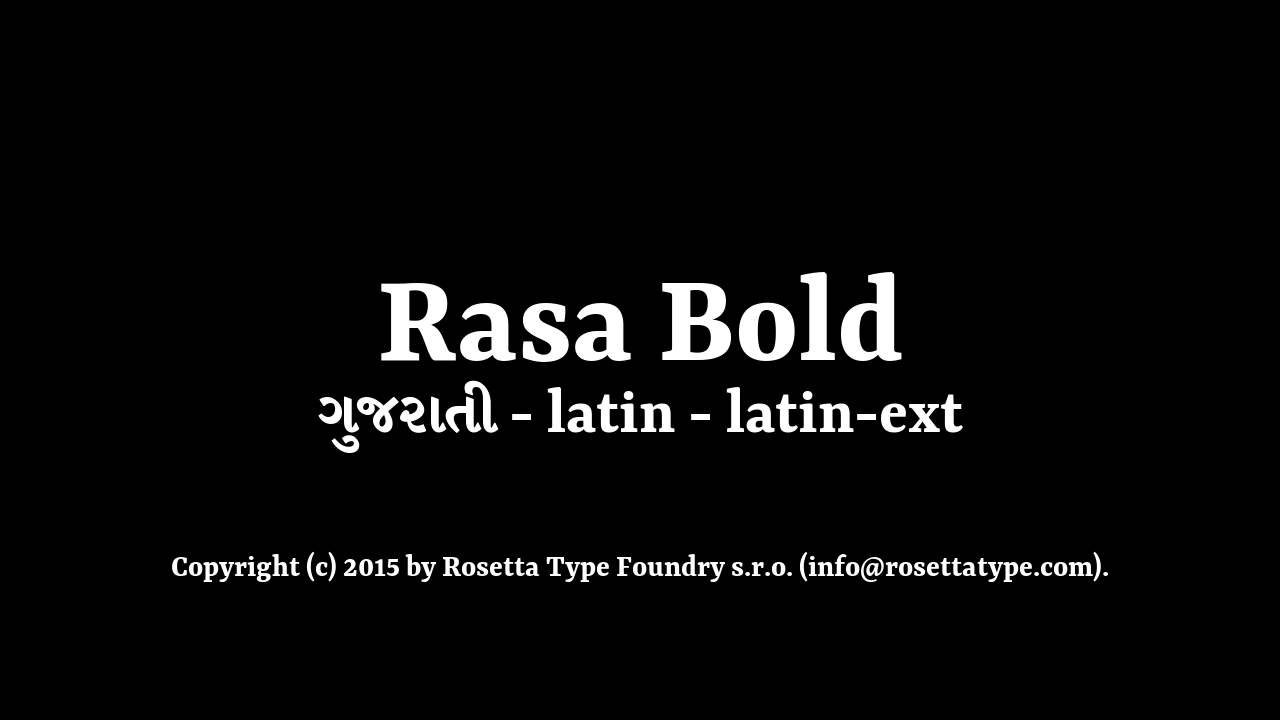 Rasa Bold
ગુજરાતી - latin - latin-ext
Copyright (c) 2015 by Rosetta Type Foundry s.r.o. (info@rosettatype.com).